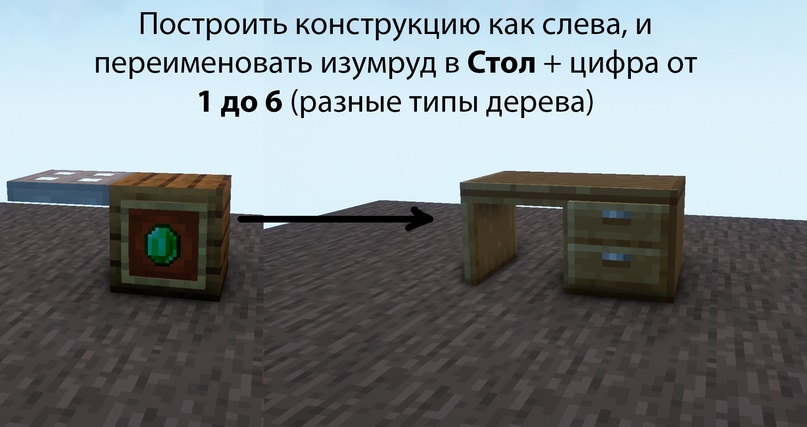 Построить конструкцию как слева, и
переименовать изумруд в Стол + цифра от
1 до 6 (разные типы дерева)